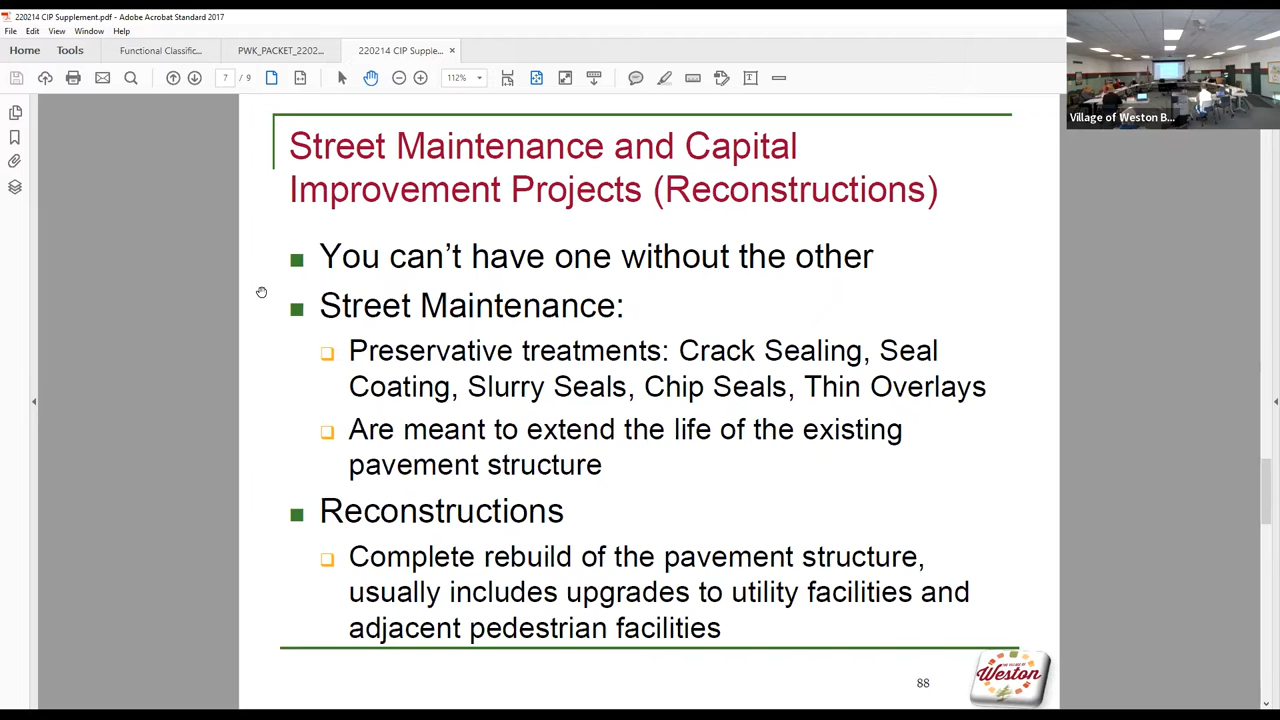 220214 CIP Supplement.pdf - Adobe Acrobat Standard 2017
File Edit View Window Help
Home Tools Functional Classific... PWK_PACKET_2202... 220214 CIP Supple... ×
7 / 9 112%
Village of Weston B...
Street Maintenance and Capital
Improvement Projects (Reconstructions)
You can't have one without the other
Street Maintenance:
Preservative treatments: Crack Sealing, Seal
Coating, Slurry Seals, Chip Seals, Thin Overlays
Are meant to extend the life of the existing
pavement structure
Reconstructions
Complete rebuild of the pavement structure,
usually includes upgrades to utility facilities and
adjacent pedestrian facilities
88
THE VILLAGE OF
Weston